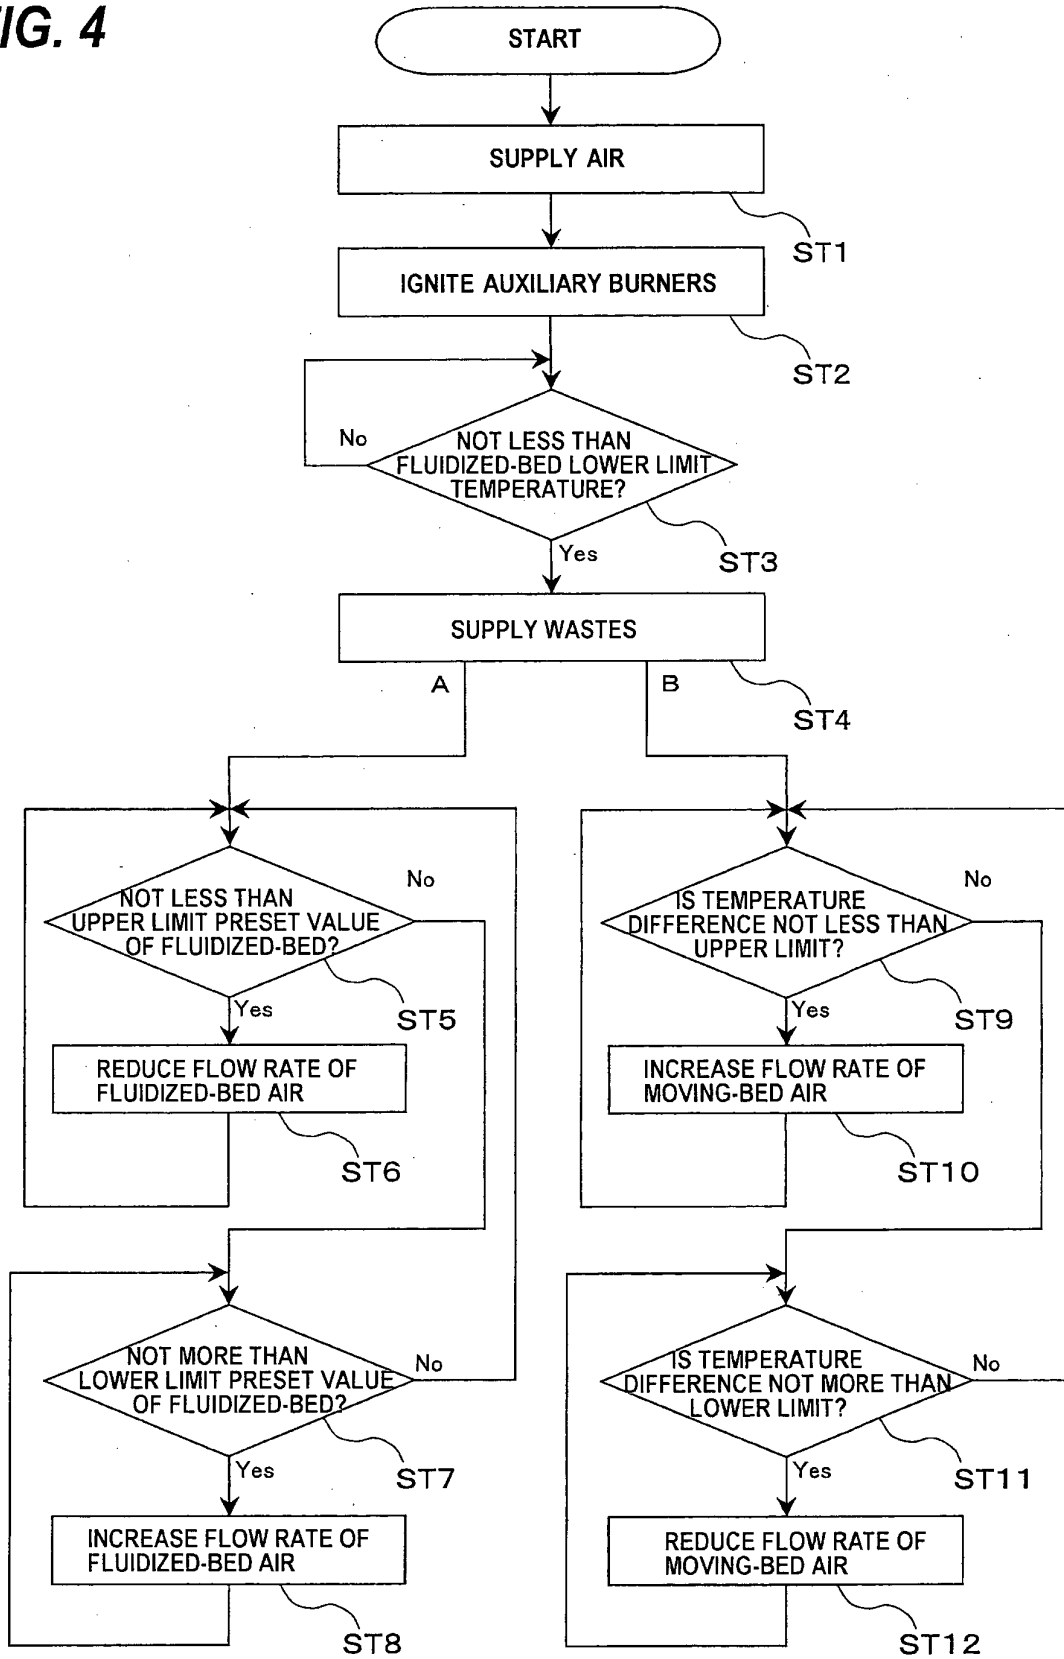 IG. 4
START
SUPPLY AIR
ST1
IGNITE AUXILIARY BURNERS
ST2
No
NOT LESS THAN
FLUIDIZED-BED LOWER LIMIT
TEMPERATURE?
ST3
Yes
SUPPLY WASTES
A
B
ST4
NOT LESS THAN
UPPER LIMIT PRESET VALUE
OF FLUIDIZED-BED?
No
ST5
Yes
REDUCE FLOW RATE OF
FLUIDIZED-BED AIR
ST6
NOT MORE THAN
LOWER LIMIT PRESET VALUE
OF FLUIDIZED-BED?
No
ST7
Yes
INCREASE FLOW RATE OF
FLUIDIZED-BED AIR
ST8
IS TEMPERATURE
DIFFERENCE NOT LESS THAN
UPPER LIMIT?
No
ST9
Yes
INCREASE FLOW RATE OF
MOVING-BED AIR
ST10
IS TEMPERATURE
DIFFERENCE NOT MORE THAN
LOWER LIMIT?
No
ST11
Yes
REDUCE FLOW RATE OF
MOVING-BED AIR
ST12